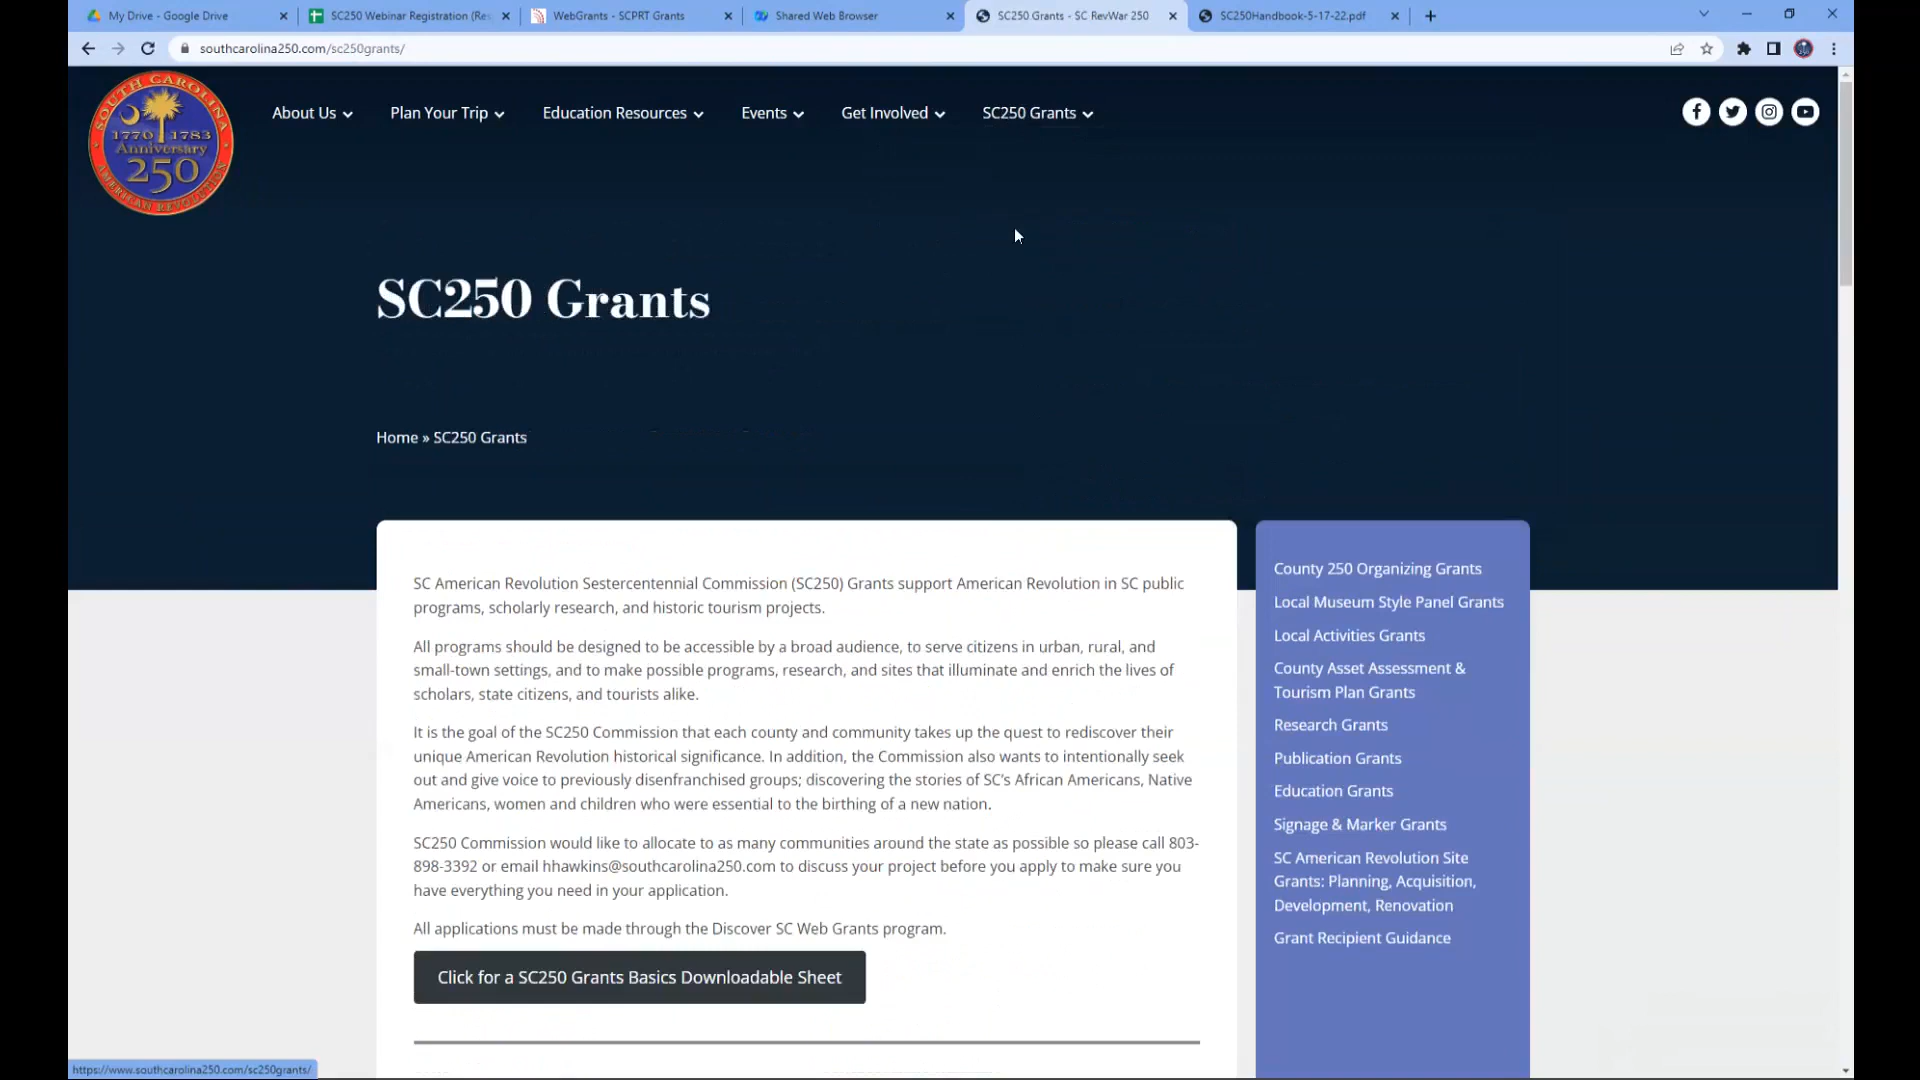 My Drive - Google Drive
SC250 Webinar Registration (Res
WebGrants - SCPRT Grants
Shared Web Browser
SC250 Grants - SC RevWar 250
SC250Handbook-5-17-22.pdf
southcarolina250.com/sc250grants/
SOUTH CAROLINA
1770 1783
Anniversary
250
AMERICAN REVOLUTION
About Us
Plan Your Trip
Education Resources
Events
Get Involved
SC250 Grants
SC250 Grants
Home » SC250 Grants
SC American Revolution Sestercentennial Commission (SC250) Grants support American Revolution in SC public
programs, scholarly research, and historic tourism projects.
All programs should be designed to be accessible by a broad audience, to serve citizens in urban, rural, and
small-town settings, and to make possible programs, research, and sites that illuminate and enrich the lives of
scholars, state citizens, and tourists alike.
It is the goal of the SC250 Commission that each county and community takes up the quest to rediscover their
unique American Revolution historical significance. In addition, the Commission also wants to intentionally seek
out and give voice to previously disenfranchised groups; discovering the stories of SC’s African Americans, Native
Americans, women and children who were essential to the birthing of a new nation.
SC250 Commission would like to allocate to as many communities around the state as possible so please call 803-
898-3392 or email hhawkins@southcarolina250.com to discuss your project before you apply to make sure you
have everything you need in your application.
All applications must be made through the Discover SC Web Grants program.
Click for a SC250 Grants Basics Downloadable Sheet
County 250 Organizing Grants
Local Museum Style Panel Grants
Local Activities Grants
County Asset Assessment &
Tourism Plan Grants
Research Grants
Publication Grants
Education Grants
Signage & Marker Grants
SC American Revolution Site
Grants: Planning, Acquisition,
Development, Renovation
Grant Recipient Guidance
https://www.southcarolina250.com/sc250grants/